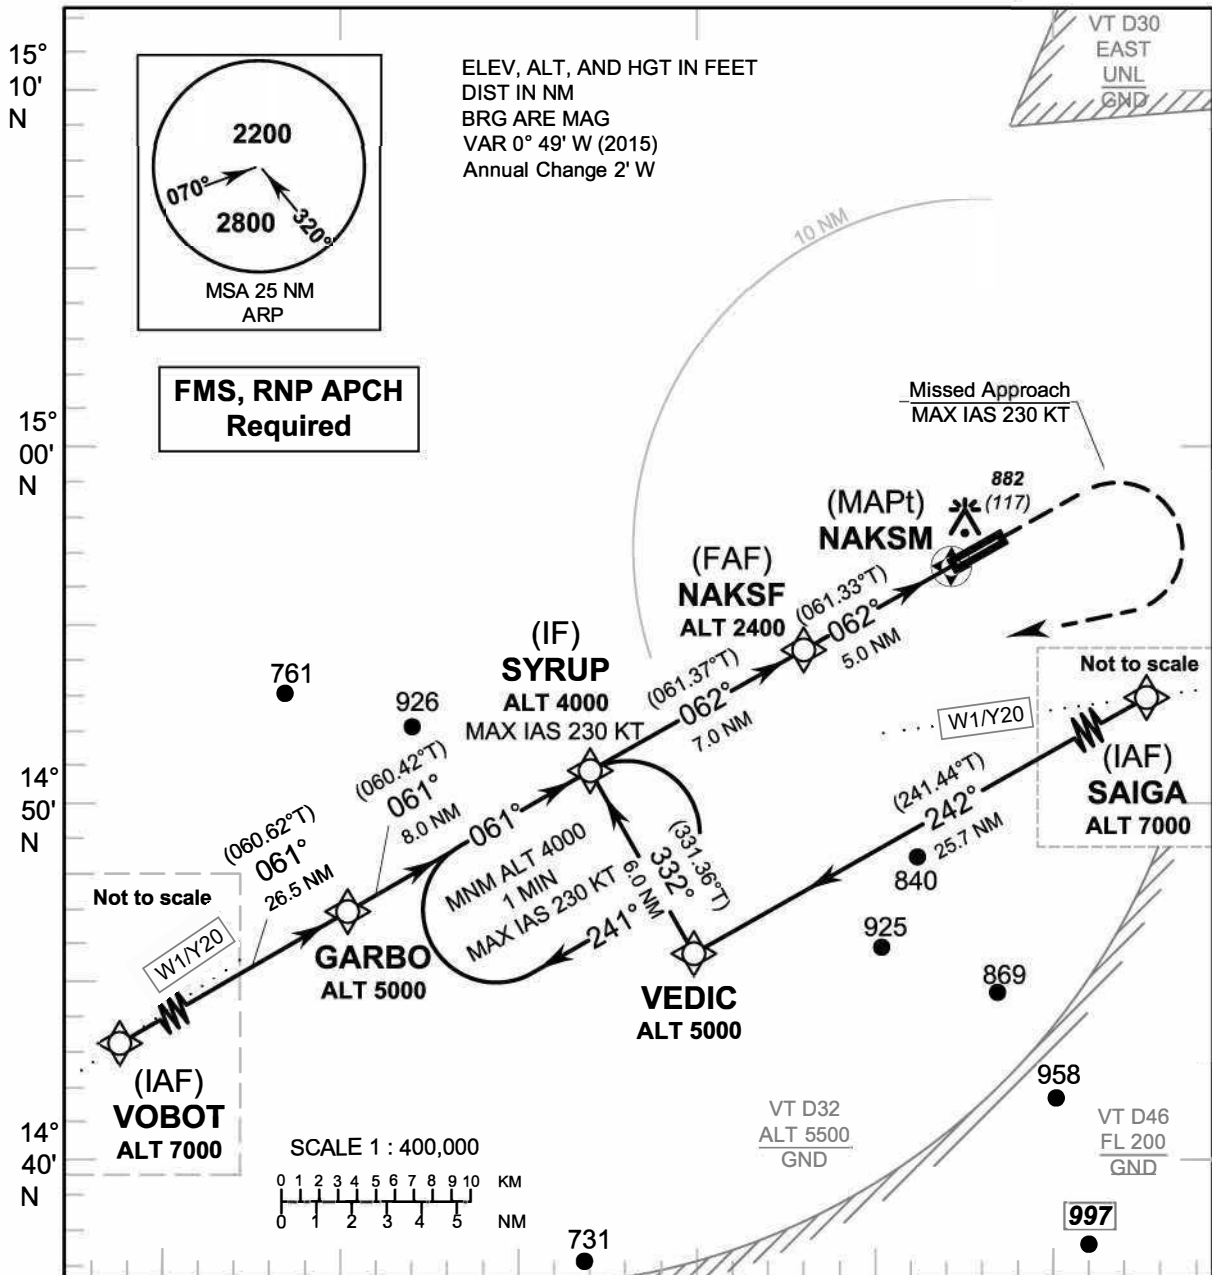 15°
10'
N
2200
070°
2800
320°
MSA 25 NM
ARP
ELEV, ALT, AND HGT IN FEET
DIST IN NM
BRG ARE MAG
VAR 0° 49' W (2015)
Annual Change 2' W
VT D30
EAST
UNL
GND
10 NM
FMS, RNP APCH
Required
Missed Approach
MAX IAS 230 KT
15°
00'
N
882
(117)
(MAPt)
NAKSM
(FAF)
NAKSF
ALT 2400
(061.33°T)
062°
5.0 NM
(IF)
SYRUP
ALT 4000
MAX IAS 230 KT
(061.37°T)
062°
7.0 NM
761
926
Not to scale
W1/Y20
(IAF)
SAIGA
ALT 7000
14°
50'
N
(060.42°T)
061°
8.0 NM
061°
(060.62°T)
061°
26.5 NM
MNM ALT 4000
1 MIN
MAX IAS 230 KT
241°
(331.36°T)
332°
6.0 NM
(241.44°T)
242°
25.7 NM
840
925
869
Not to scale
W1/Y20
GARBO
ALT 5000
VEDIC
ALT 5000
(IAF)
VOBOT
ALT 7000
958
VT D32
ALT 5500
GND
VT D46
FL 200
GND
14°
40'
N
SCALE 1 : 400,000
0 1 2 3 4 5 6 7 8 9 10 KM
0 1 2 3 4 5 NM
731
997